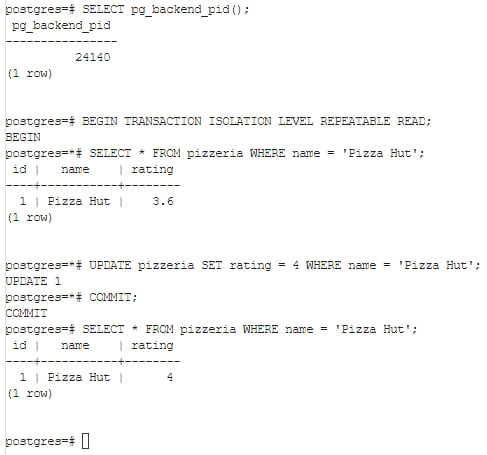 postgres=# SELECT pg_backend_pid();
 pg_backend_pid
----------------
          24140
(1 row)
postgres=# BEGIN TRANSACTION ISOLATION LEVEL REPEATABLE READ;
BEGIN
postgres=*# SELECT * FROM pizzeria WHERE name = 'Pizza Hut';
 id |   name    | rating
----+-----------+--------
  1 | Pizza Hut |    3.6
(1 row)
postgres=*# UPDATE pizzeria SET rating = 4 WHERE name = 'Pizza Hut';
UPDATE 1
postgres=*# COMMIT;
COMMIT
postgres=# SELECT * FROM pizzeria WHERE name = 'Pizza Hut';
 id |   name    | rating
----+-----------+--------
  1 | Pizza Hut |      4
(1 row)
postgres=#